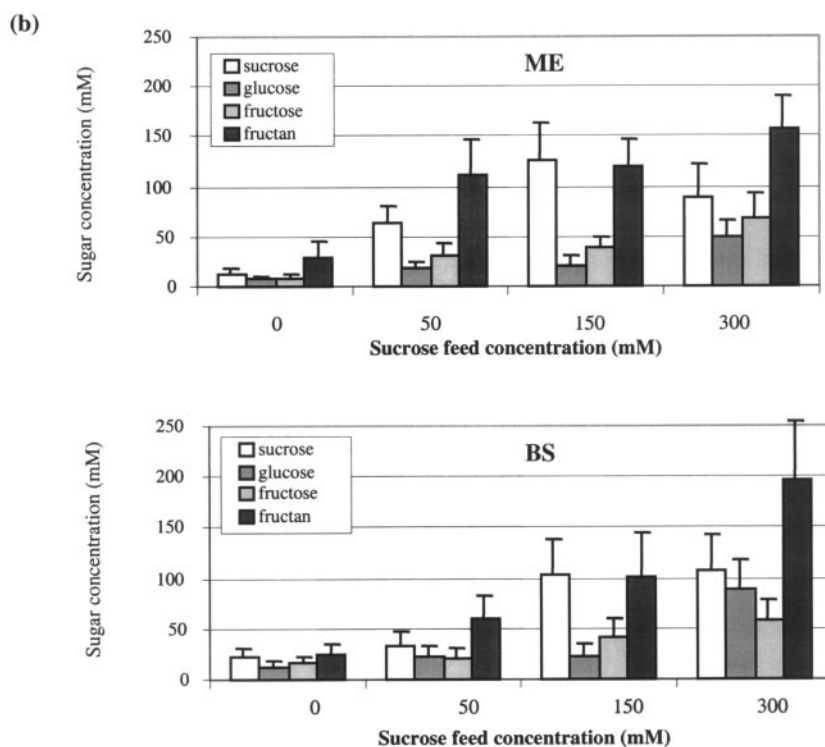 (b)
ME
Sugar concentration (mM)
250
200
150
100
50
0
sucrose
glucose
fructose
fructan
0 50 150 300
Sucrose feed concentration (mM)
BS
Sugar concentration (mM)
250
200
150
100
50
0
sucrose
glucose
fructose
fructan
0 50 150 300
Sucrose feed concentration (mM)